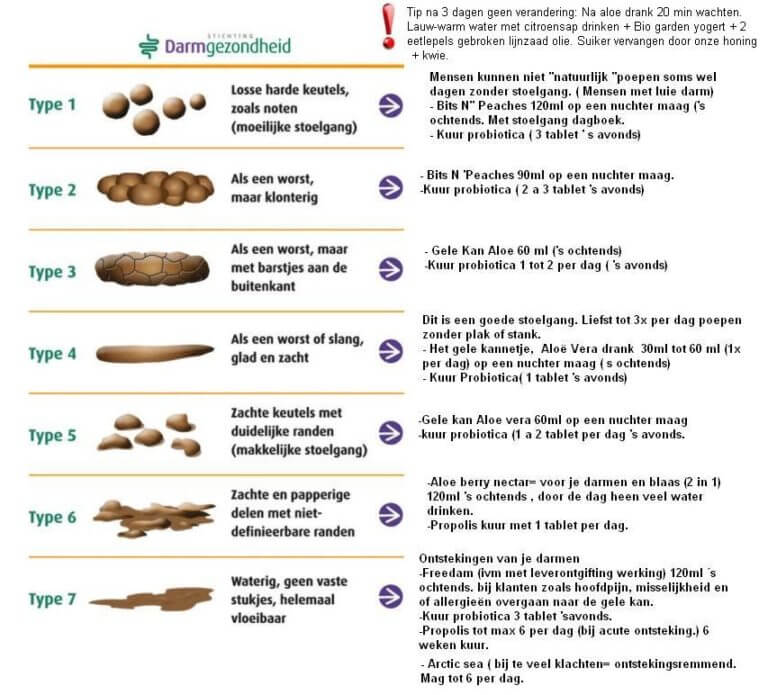 STICHTING
Darmgezondheid
Tip na 3 dagen geen verandering: Na aloe drank 20 min wachten.
Lauw-warm water met citroensap drinken + Bio garden yogert + 2
eetlepels gebroken lijnzaad olie. Suiker vervangen door onze honing
+ kwie.
Type 1
Losse harde keutels,
zoals noten
(moeilijke stoelgang)
Mensen kunnen niet "natuurlijk "poepen soms wel
dagen zonder stoelgang. ( Mensen met luie darm)
- Bits N" Peaches 120ml op een nuchter maag ('s
ochtends. Met stoelgang dagboek.
- Kuur probiotica ( 3 tablet ' s avonds)
Type 2
Als een worst,
maar klonterig
- Bits N 'Peaches 90ml op een nuchter maag.
-Kuur probiotica ( 2 a 3 tablet 's avonds)
Type 3
Als een worst, maar
met barstjes aan de
buitenkant
- Gele Kan Aloe 60 ml ('s ochtends)
-Kuur probiotica 1 tot 2 per dag ( 's avonds)
Type 4
Als een worst of slang,
glad en zacht
Dit is een goede stoelgang. Liefst tot 3x per dag poepen
zonder plak of stank.
- Het gele kannetje, Aloë Vera drank 30ml tot 60 ml (1x
per dag) op een nuchter maag ( s ochtends)
- Kuur Probiotica( 1 tablet 's avonds)
Type 5
Zachte keutels met
duidelijke randen
(makkelijke stoelgang)
-Gele kan Aloe vera 60ml op een nuchter maag
-kuur probiotica (1 a 2 tablet per dag 's avonds.
Type 6
Zachte en papperige
delen met niet-
definieerbare randen
-Aloe berry nectar= voor je darmen en blaas (2 in 1)
120ml 's ochtends , door de dag heen veel water
drinken.
-Propolis kuur met 1 tablet per dag.
Type 7
Waterig, geen vaste
stukjes, helemaal
vloeibaar
Ontstekingen van je darmen
-Freedam (ivm met leverontgifting werking) 120ml ´s
ochtends. bij klanten zoals hoofdpijn, misselijkheid en
of allergieën overgaan naar de gele kan.
-Kuur probiotica 3 tablet 'savonds.
-Propolis tot max 6 per dag (bij acute ontsteking.) 6
weken kuur.
- Arctic sea ( bij te veel klachten= ontstekingsremmend.
Mag tot 6 per dag.